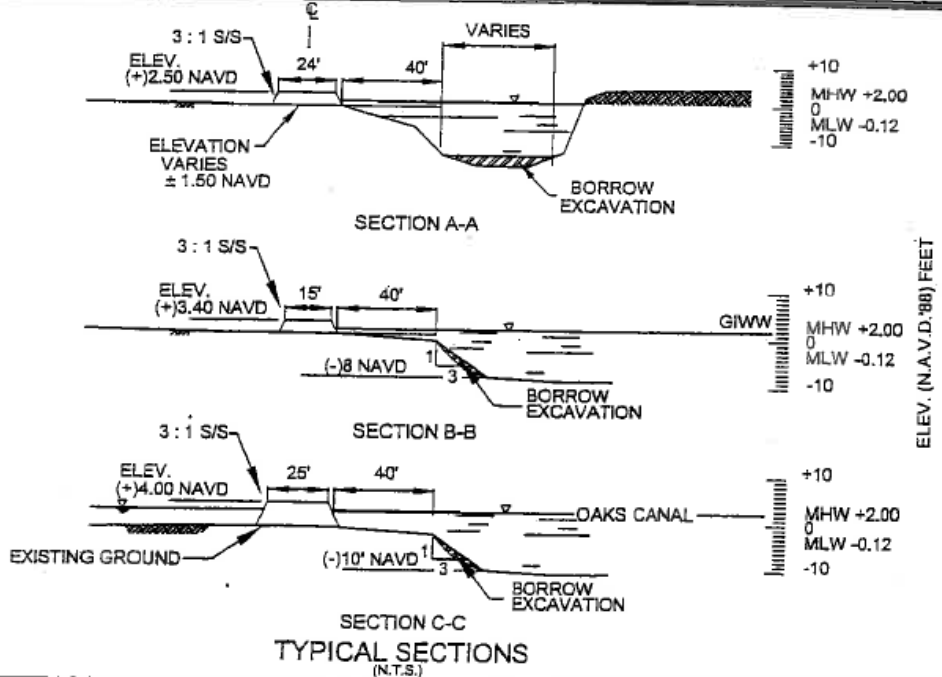 ℄
VARIES
3 : 1 S/S
24'
40'
ELEV.
(+)2.50 NAVD
+10
MHW +2.00
0
MLW -0.12
-10
ELEVATION
VARIES
± 1.50 NAVD
BORROW
EXCAVATION
SECTION A-A
3 : 1 S/S
15'
40'
ELEV.
(+)3.40 NAVD
GIWW
+10
MHW +2.00
0
MLW -0.12
-10
(-)8 NAVD
1
3
BORROW
EXCAVATION
SECTION B-B
ELEV. (N.A.V.D.'88) FEET
3 : 1 S/S
25'
40'
ELEV.
(+)4.00 NAVD
OAKS CANAL
+10
MHW +2.00
0
MLW -0.12
-10
EXISTING GROUND
(-)10" NAVD
1
3
BORROW
EXCAVATION
SECTION C-C
TYPICAL SECTIONS
(N.T.S.)